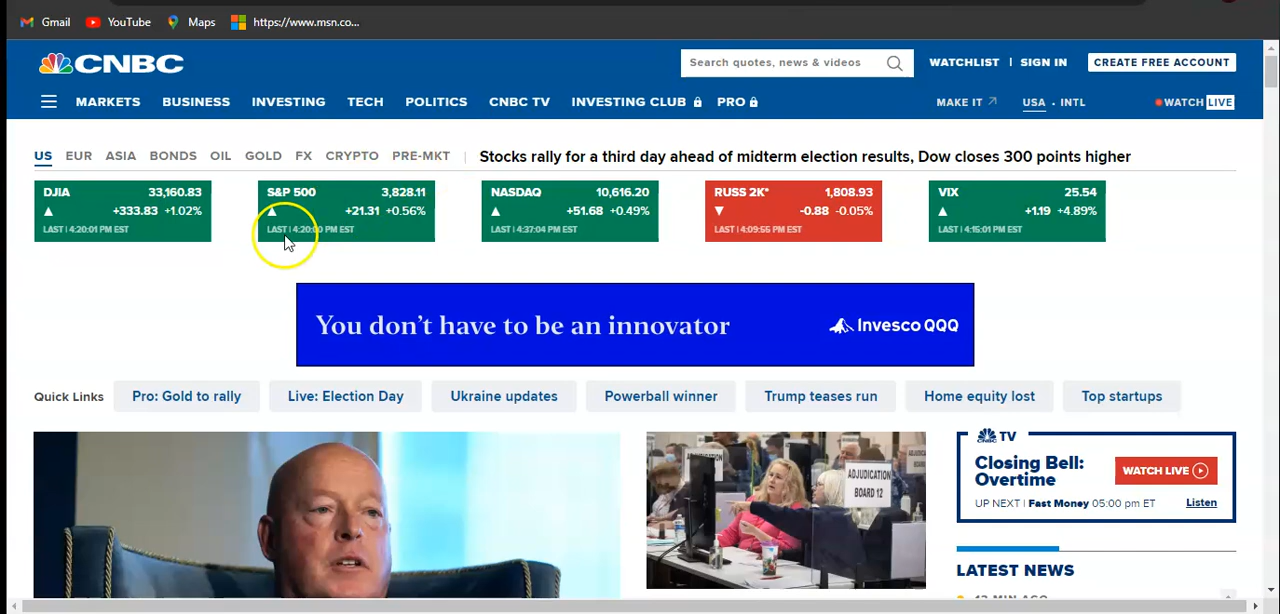 Gmail YouTube Maps https://www.msn.co...
CNBC
Search quotes, news & videos
WATCHLIST | SIGN IN CREATE FREE ACCOUNT
MARKETS BUSINESS INVESTING TECH POLITICS CNBC TV INVESTING CLUB PRO MAKE IT USA • INTL WATCH LIVE
US EUR ASIA BONDS OIL GOLD FX CRYPTO PRE-MKT Stocks rally for a third day ahead of midterm election results, Dow closes 300 points higher
DJIA 33,160.83
+333.83 +1.02%
LAST | 4:20:01 PM EST
S&P 500 3,828.11
+21.31 +0.56%
LAST | 4:20: PM EST
NASDAQ 10,616.20
+51.68 +0.49%
LAST | 4:37:04 PM EST
RUSS 2K* 1,808.93
-0.88 -0.05%
LAST | 4:09:55 PM EST
VIX 25.54
+1.19 +4.89%
LAST | 4:15:01 PM EST
You don't have to be an innovator Invesco QQQ
Quick Links Pro: Gold to rally Live: Election Day Ukraine updates Powerball winner Trump teases run Home equity lost Top startups
ADJUDICATION
ADJUDICATION
BOARD 12
CNBC TV
Closing Bell:
Overtime
WATCH LIVE
UP NEXT | Fast Money 05:00 pm ET Listen
LATEST NEWS